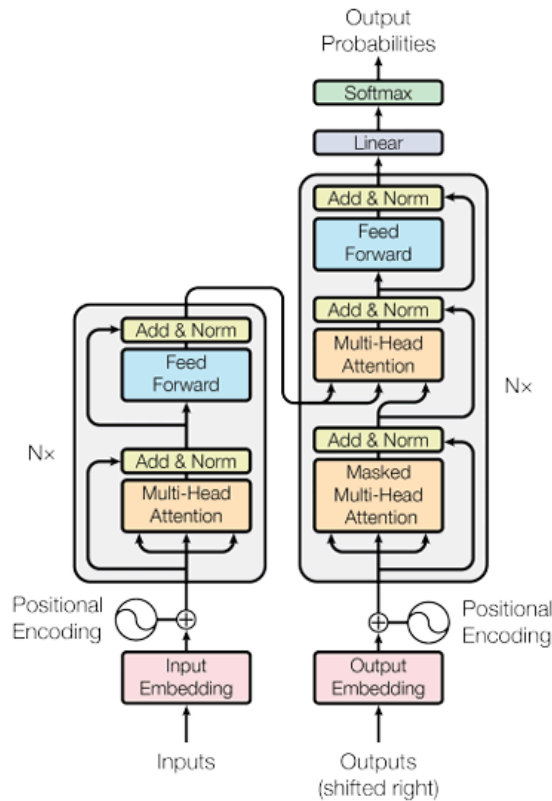 Output
Probabilities
Softmax
Linear
Add & Norm
Feed
Forward
Add & Norm
Multi-Head
Attention
Add & Norm
Masked
Multi-Head
Attention
N×
Positional
Encoding
Output
Embedding
Outputs
(shifted right)
Add & Norm
Feed
Forward
Add & Norm
Multi-Head
Attention
N×
Positional
Encoding
Input
Embedding
Inputs